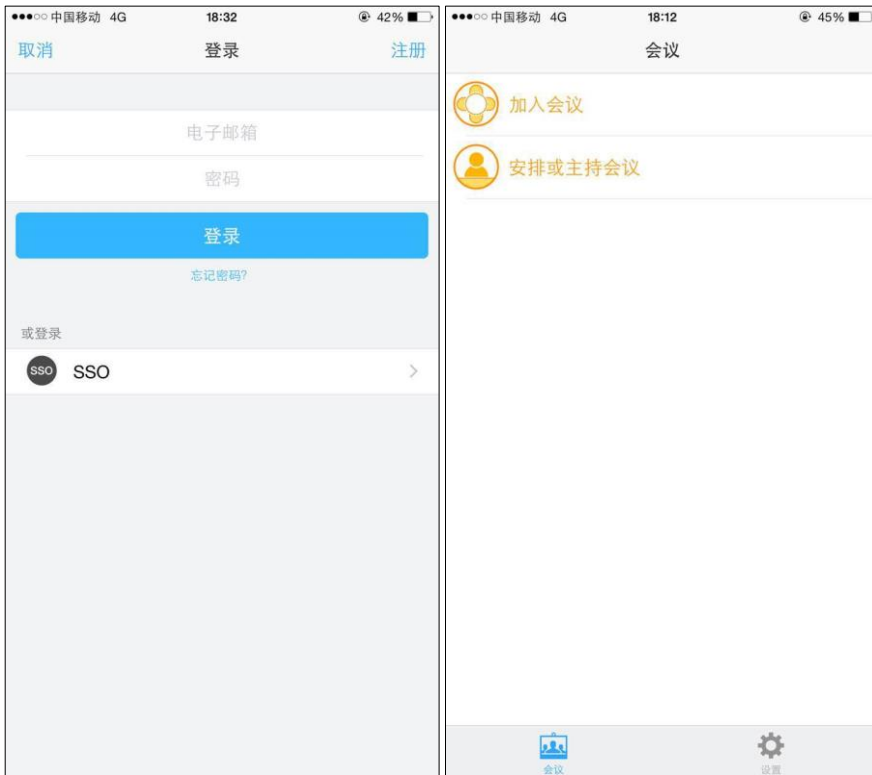 中国移动 4G 18:32 42%
取消 登录 注册
电子邮箱
密码
登录
忘记密码?
或登录
SSO SSO
中国移动 4G 18:12 45%
会议
加入会议
安排或主持会议
会议 设置